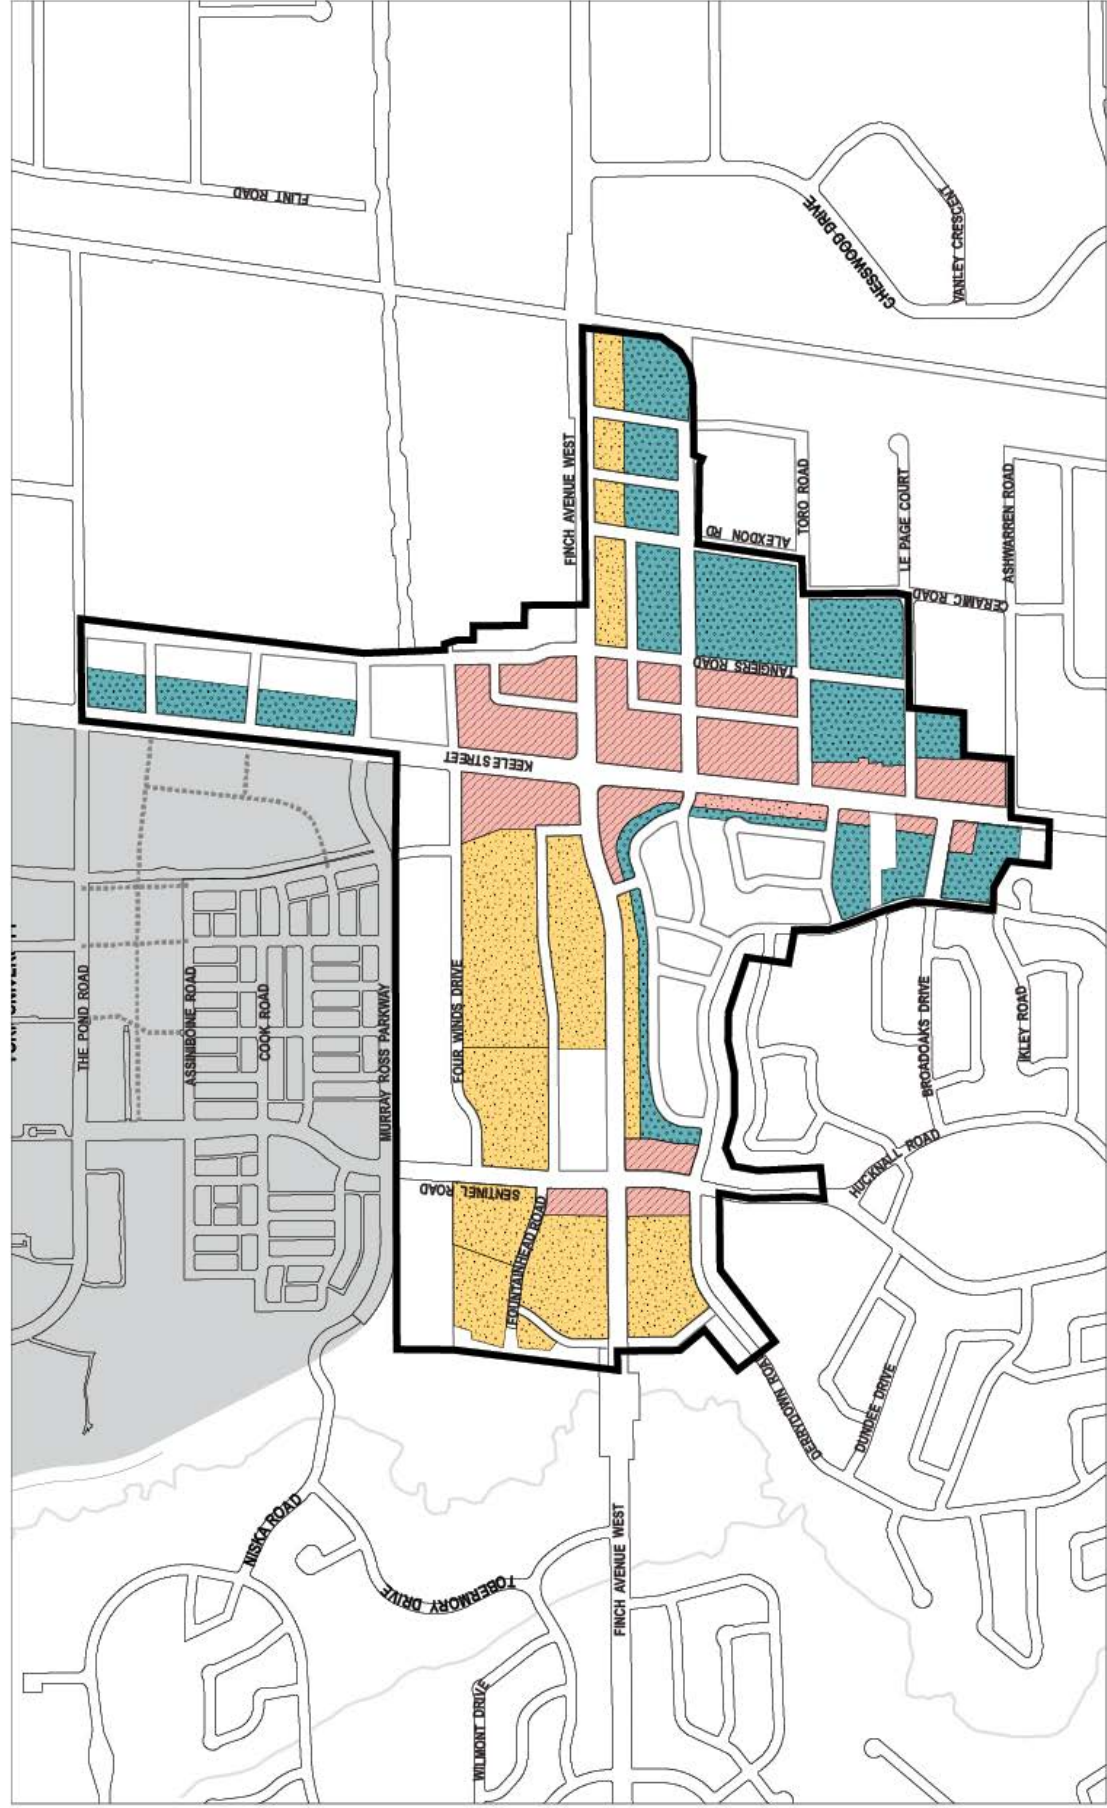 FLINT ROAD
CHESSWOOD DRIVE
VANLEY CRESCENT
FINCH AVENUE WEST
ALEXDON RD
TORO ROAD
LE PAGE COURT
ASHWARREN ROAD
CERAMIC ROAD
TANGIERS ROAD
KEELE STREET
THE POND ROAD
ASSINIBOINE ROAD
COOK ROAD
MURRAY ROSS PARKWAY
FOUR WINDS DRIVE
BROADOAKS DRIVE
IKLEY ROAD
HUCKNALL ROAD
SENTINEL ROAD
FOUNTAINHEAD ROAD
DERRYDOWN ROA
DUNDEE DRIVE
NISKA ROAD
TOBERMORY DRIVE
FINCH AVENUE WEST
WILMONT DRIVE